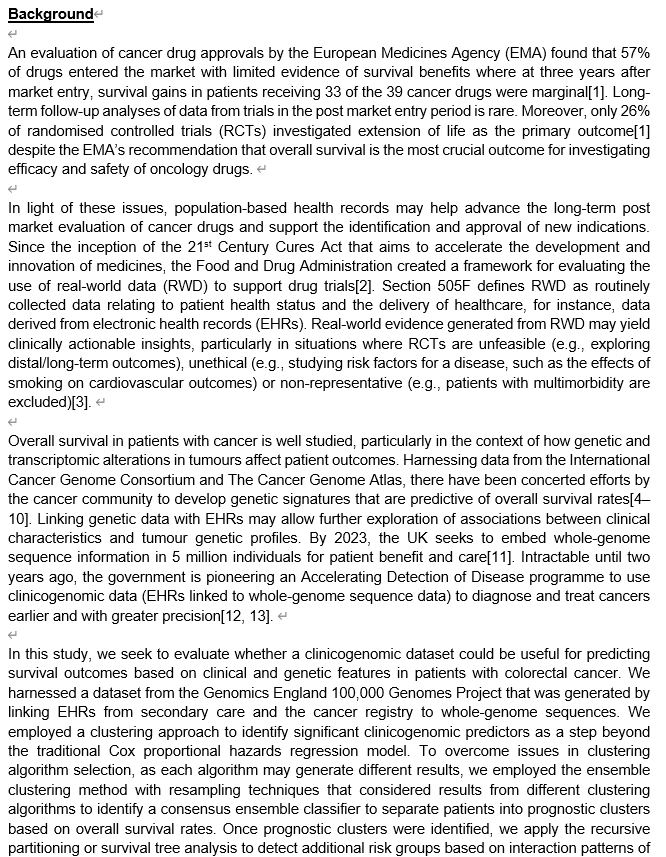 Background
An evaluation of cancer drug approvals by the European Medicines Agency (EMA) found that 57%
of drugs entered the market with limited evidence of survival benefits where at three years after
market entry, survival gains in patients receiving 33 of the 39 cancer drugs were marginal[1]. Long-
term follow-up analyses of data from trials in the post market entry period is rare. Moreover, only 26%
of randomised controlled trials (RCTs) investigated extension of life as the primary outcome[1]
despite the EMA's recommendation that overall survival is the most crucial outcome for investigating
efficacy and safety of oncology drugs.
In light of these issues, population-based health records may help advance the long-term post
market evaluation of cancer drugs and support the identification and approval of new indications.
Since the inception of the 21st Century Cures Act that aims to accelerate the development and
innovation of medicines, the Food and Drug Administration created a framework for evaluating the
use of real-world data (RWD) to support drug trials[2]. Section 505F defines RWD as routinely
collected data relating to patient health status and the delivery of healthcare, for instance, data
derived from electronic health records (EHRs). Real-world evidence generated from RWD may yield
clinically actionable insights, particularly in situations where RCTs are unfeasible (e.g., exploring
distal/long-term outcomes), unethical (e.g., studying risk factors for a disease, such as the effects of
smoking on cardiovascular outcomes) or non-representative (e.g., patients with multimorbidity are
excluded)[3].
Overall survival in patients with cancer is well studied, particularly in the context of how genetic and
transcriptomic alterations in tumours affect patient outcomes. Harnessing data from the International
Cancer Genome Consortium and The Cancer Genome Atlas, there have been concerted efforts by
the cancer community to develop genetic signatures that are predictive of overall survival rates[4–
10]. Linking genetic data with EHRs may allow further exploration of associations between clinical
characteristics and tumour genetic profiles. By 2023, the UK seeks to embed whole-genome
sequence information in 5 million individuals for patient benefit and care[11]. Intractable until two
years ago, the government is pioneering an Accelerating Detection of Disease programme to use
clinicogenomic data (EHRs linked to whole-genome sequence data) to diagnose and treat cancers
earlier and with greater precision[12, 13].
In this study, we seek to evaluate whether a clinicogenomic dataset could be useful for predicting
survival outcomes based on clinical and genetic features in patients with colorectal cancer. We
harnessed a dataset from the Genomics England 100,000 Genomes Project that was generated by
linking EHRs from secondary care and the cancer registry to whole-genome sequences. We
employed a clustering approach to identify significant clinicogenomic predictors as a step beyond
the traditional Cox proportional hazards regression model. To overcome issues in clustering
algorithm selection, as each algorithm may generate different results, we employed the ensemble
clustering method with resampling techniques that considered results from different clustering
algorithms to identify a consensus ensemble classifier to separate patients into prognostic clusters
based on overall survival rates. Once prognostic clusters were identified, we apply the recursive
partitioning or survival tree analysis to detect additional risk groups based on interaction patterns of